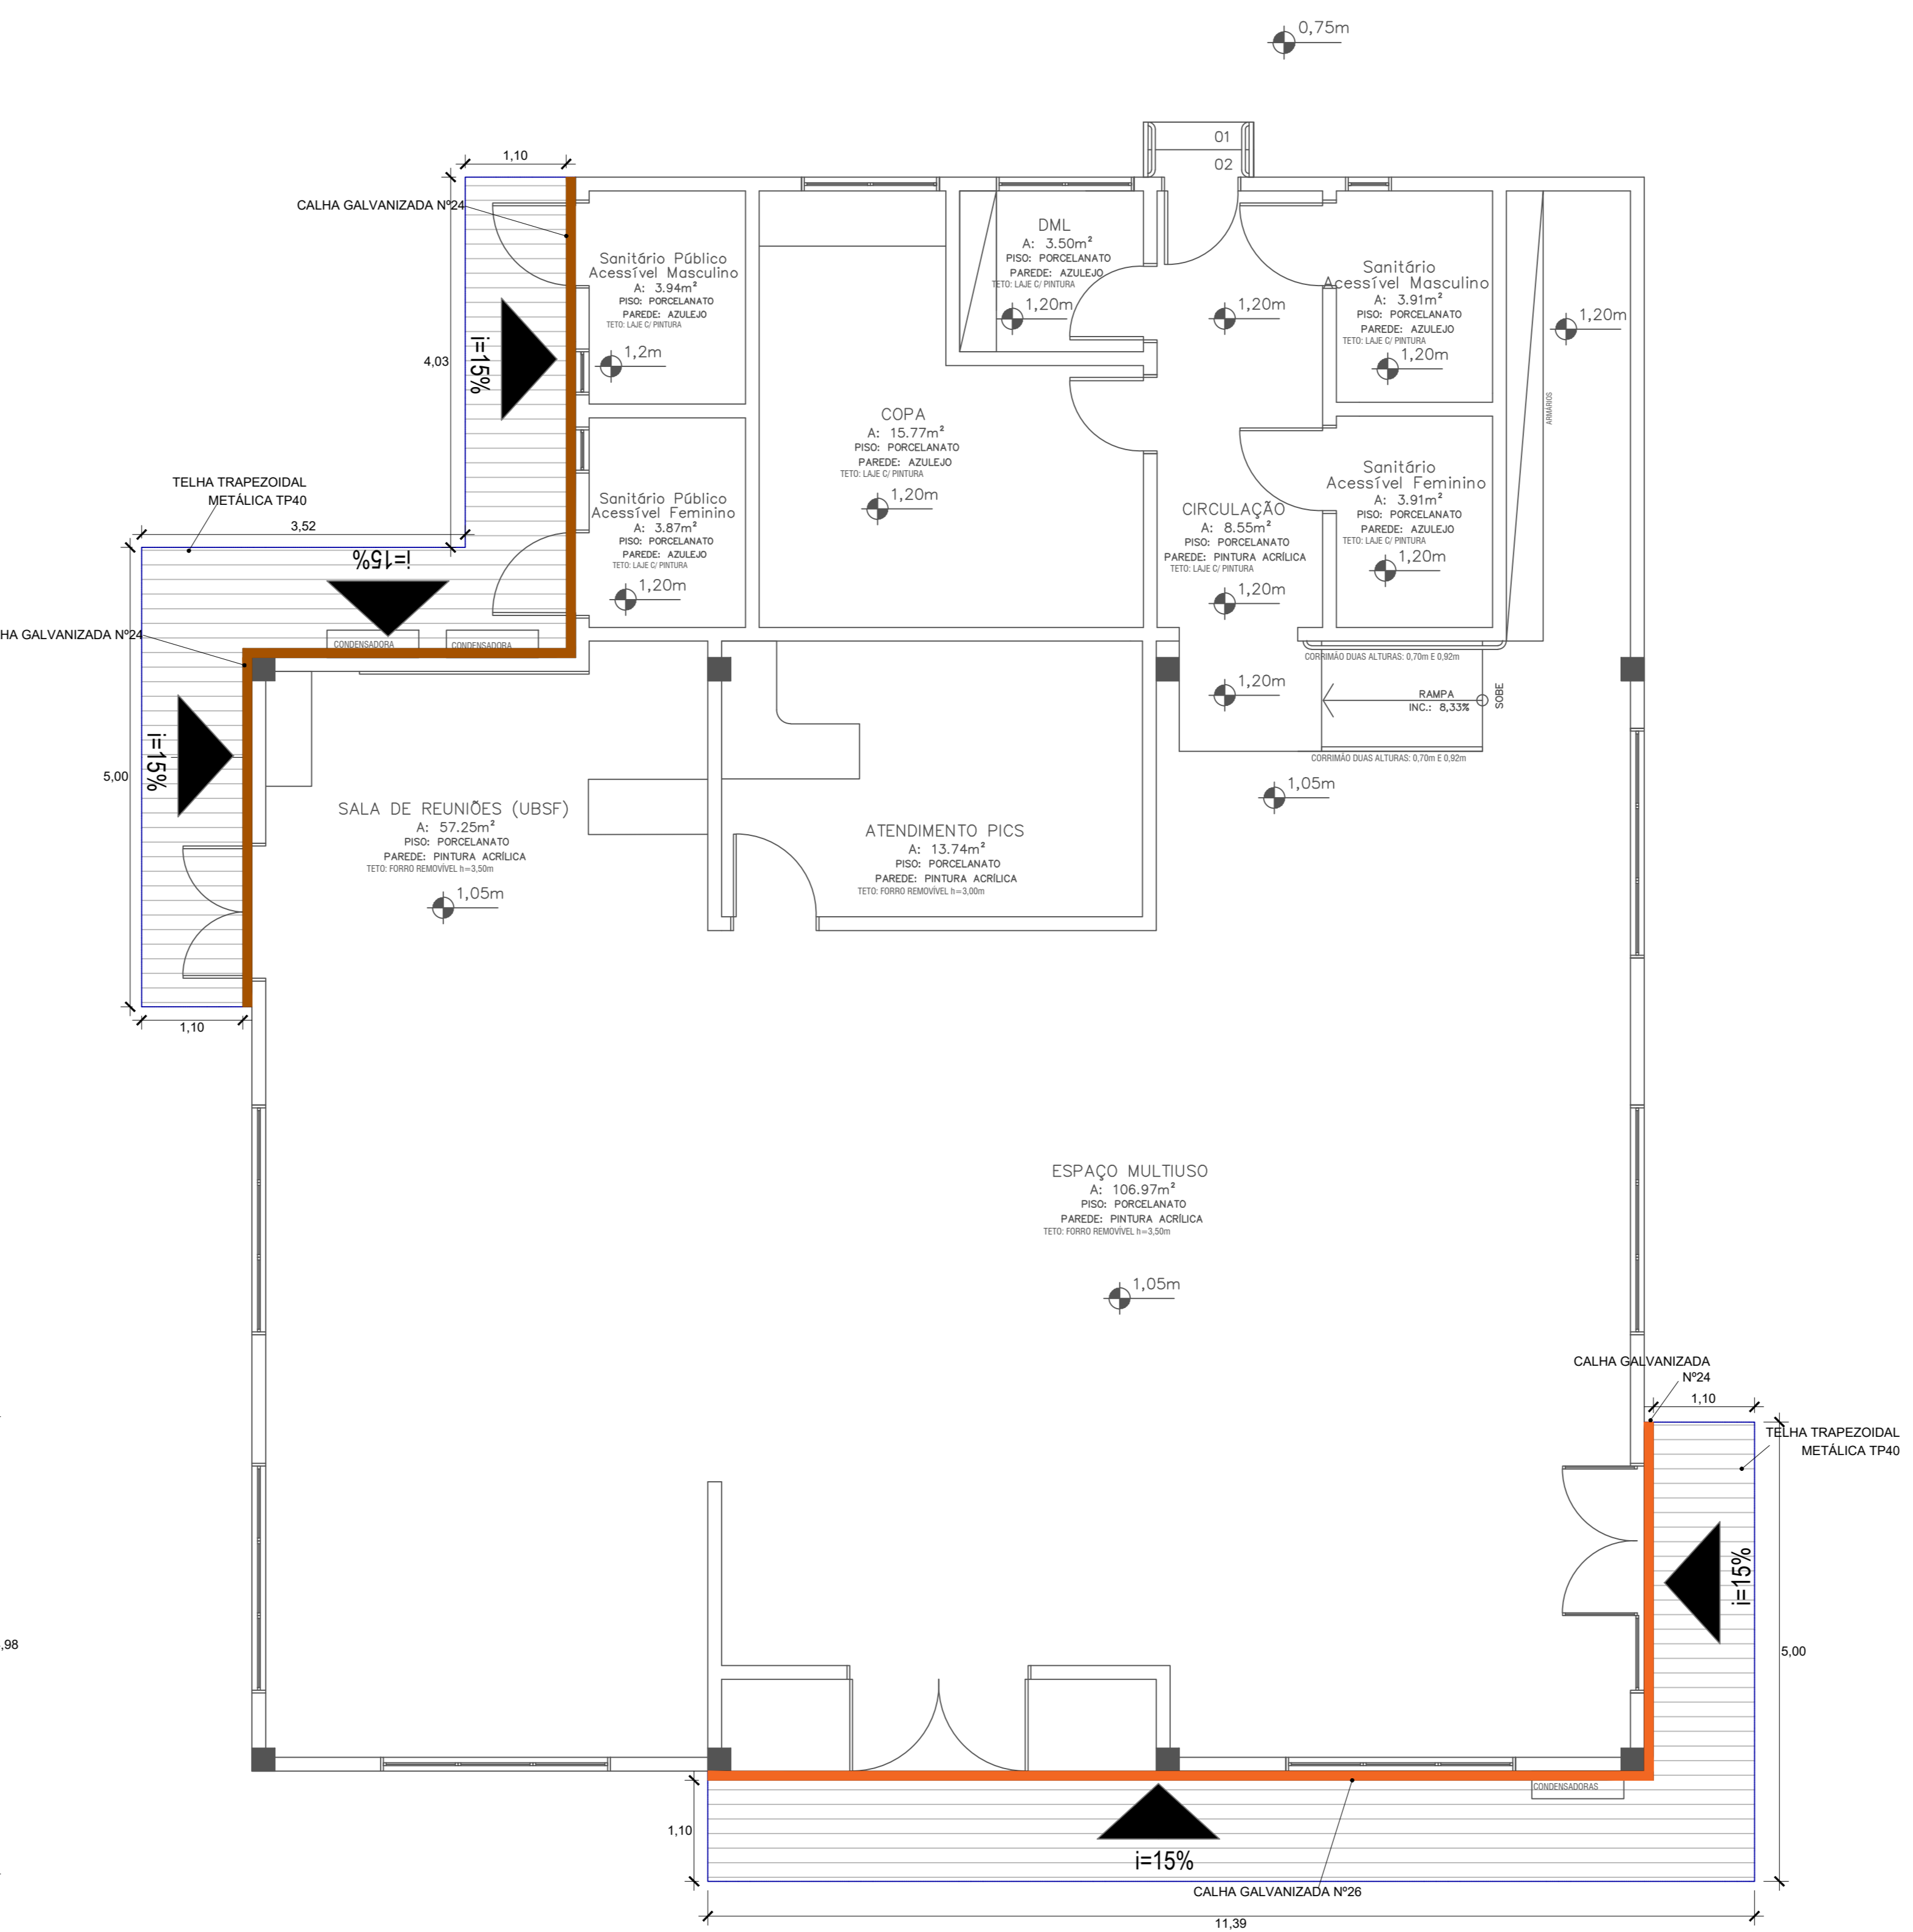 0,75m
01
02
1,10
CALHA GALVANIZADA Nº24
4,03
i=15%
Sanitário Público
Acessível Masculino
A: 3.94m²
PISO: PORCELANATO
PAREDE: AZULEJO
TETO: LAJE C/ PINTURA
1,2m
DML
A: 3.50m²
PISO: PORCELANATO
PAREDE: AZULEJO
TETO: LAJE C/ PINTURA
1,20m
1,20m
Sanitário
Acessível Masculino
A: 3.91m²
PISO: PORCELANATO
PAREDE: AZULEJO
TETO: LAJE C/ PINTURA
1,20m
1,20m
ARMÁRIOS
COPA
A: 15.77m²
PISO: PORCELANATO
PAREDE: AZULEJO
TETO: LAJE C/ PINTURA
1,20m
Sanitário
Acessível Feminino
A: 3.91m²
PISO: PORCELANATO
PAREDE: AZULEJO
TETO: LAJE C/ PINTURA
1,20m
TELHA TRAPEZOIDAL
METÁLICA TP40
3,52
i=15%
Sanitário Público
Acessível Feminino
A: 3.87m²
PISO: PORCELANATO
PAREDE: AZULEJO
TETO: LAJE C/ PINTURA
1,20m
CIRCULAÇÃO
A: 8.55m²
PISO: PORCELANATO
PAREDE: PINTURA ACRÍLICA
TETO: LAJE C/ PINTURA
1,20m
HA GALVANIZADA Nº24
CONDENSADORA
CONDENSADORA
CORRIMÃO DUAS ALTURAS: 0,70m E 0,92m
1,20m
RAMPA
INC.: 8,33%
SOBE
CORRIMÃO DUAS ALTURAS: 0,70m E 0,92m
i=15%
5,00
1,05m
SALA DE REUNIÕES (UBSF)
A: 57.25m²
PISO: PORCELANATO
PAREDE: PINTURA ACRÍLICA
TETO: FORRO REMOVÍVEL h=3,50m
1,05m
ATENDIMENTO PICS
A: 13.74m²
PISO: PORCELANATO
PAREDE: PINTURA ACRÍLICA
TETO: FORRO REMOVÍVEL h=3,00m
1,10
ESPAÇO MULTIUSO
A: 106.97m²
PISO: PORCELANATO
PAREDE: PINTURA ACRÍLICA
TETO: FORRO REMOVÍVEL h=3,50m
1,05m
CALHA GALVANIZADA
Nº24
1,10
TELHA TRAPEZOIDAL
METÁLICA TP40
i=15%
5,00
,98
CONDENSADORAS
1,10
i=15%
CALHA GALVANIZADA Nº26
11,39